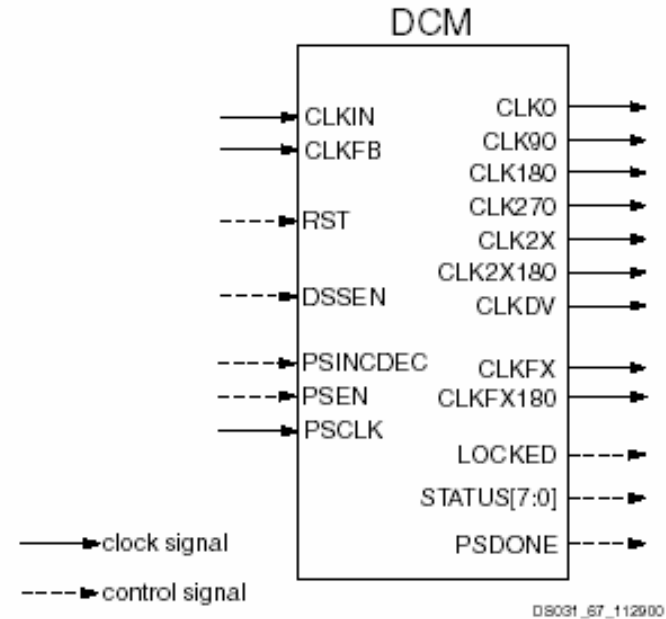 DCM
CLKIN
CLKFB
RST
DSSEN
PSINCDEC
PSEN
PSCLK
CLK0
CLK90
CLK180
CLK270
CLK2X
CLK2X180
CLKDV
CLKFX
CLKFX180
LOCKED
STATUS[7:0]
PSDONE
clock signal
control signal
DS031_67_112900